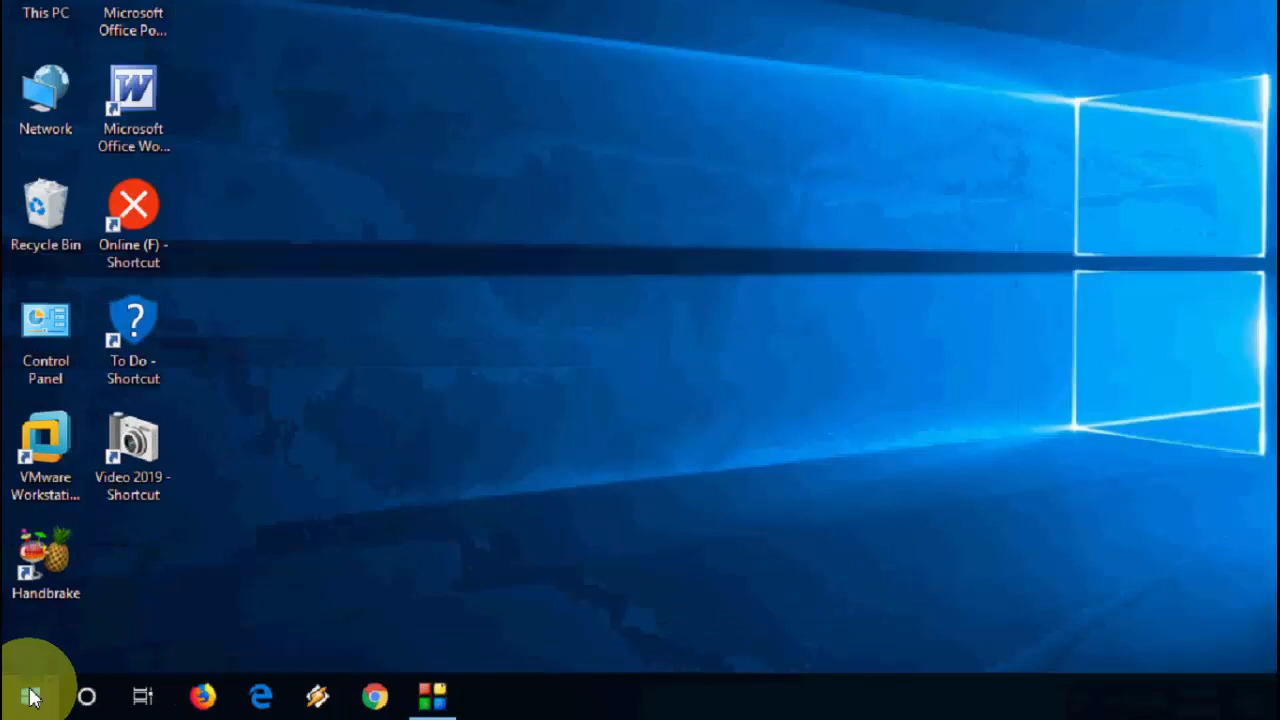 This PC
Microsoft
Office Po...
Network
Microsoft
Office Wo...
Recycle Bin
Online (F) -
Shortcut
Control
Panel
To Do -
Shortcut
VMware
Workstati...
Video 2019 -
Shortcut
Handbrake